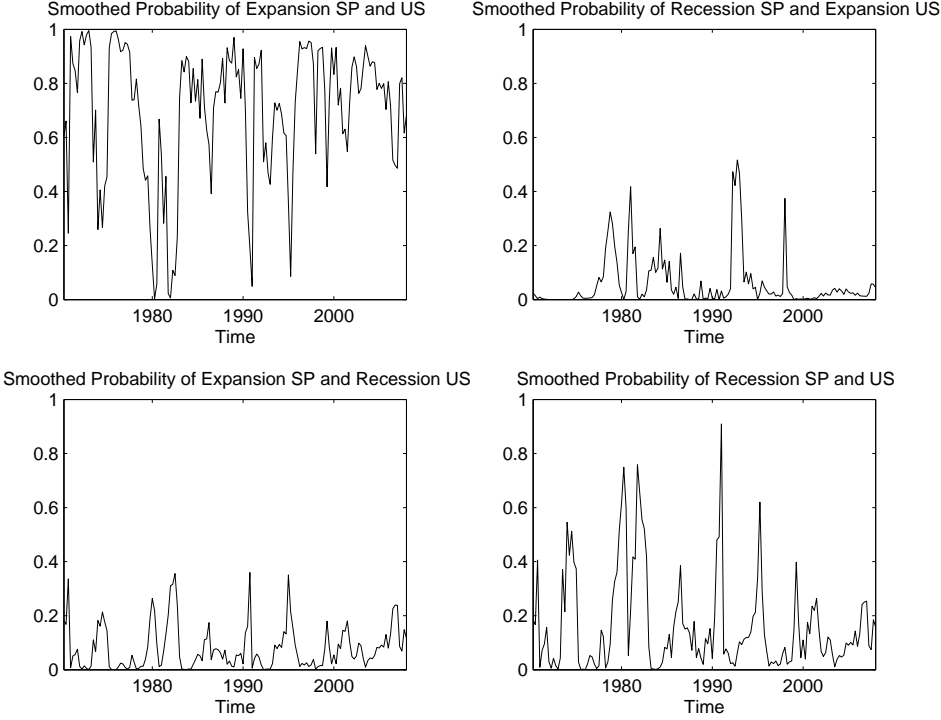 Smoothed Probability of Expansion SP and US
1
0.8
0.6
0.4
0.2
0
1980 1990 2000
Time
Smoothed Probability of Recession SP and Expansion US
1
0.8
0.6
0.4
0.2
0
1980 1990 2000
Time
Smoothed Probability of Expansion SP and Recession US
1
0.8
0.6
0.4
0.2
0
1980 1990 2000
Time
Smoothed Probability of Recession SP and US
1
0.8
0.6
0.4
0.2
0
1980 1990 2000
Time